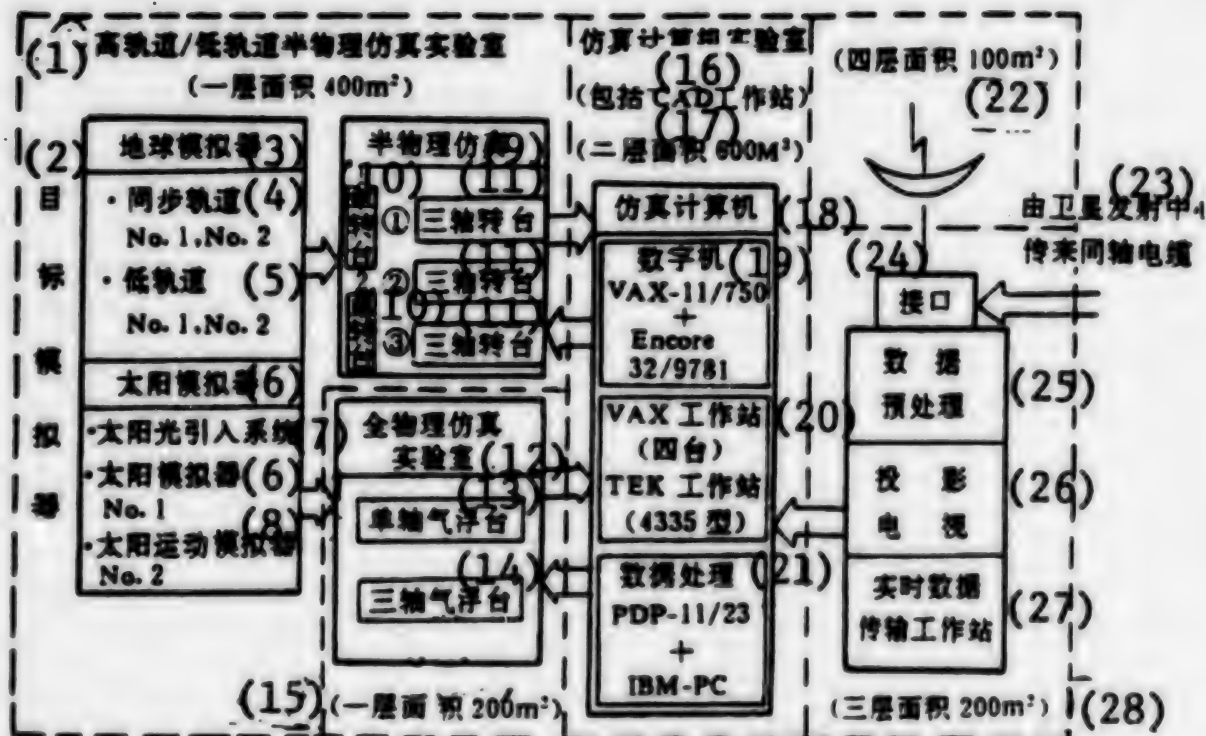 (1) 高轨道/低轨道半物理仿真实验室
(一层面积 400m²)
(2)
目标模拟器
地球模拟器(3)
·同步轨道(4)
No. 1,No. 2
·低轨道 (5)
No. 1,No. 2
太阳模拟器(6)
·太阳光引入系统(7)
·太阳模拟器(6)
No. 1
(8)
·太阳运动模拟器
No. 2
半物理仿真(9)
(11)
① 三轴转台
(11)
② 三轴转台
(11)
③ 三轴转台
全物理仿真
实验室(12)
(13)
单轴气浮台
(14)
三轴气浮台
(15) (一层面积 200m²)
仿真计算机实验室
(16)
(包括CAD工作站)
(17)
(二层面积 600M²)
仿真计算机 (18)
数字机(19)
VAX-11/750
+
Encore
32/9781
VAX 工作站 (20)
(四台)
TEK 工作站
(4335 型)
数据处理 (21)
PDP-11/23
+
IBM-PC
(四层面积 100m²)
(22)
(23)
由卫星发射中
传来同轴电缆
(24)
接口
数据
预处理 (25)
投影
电视 (26)
实时数据
传输工作站 (27)
(三层面积 200m²) (28)